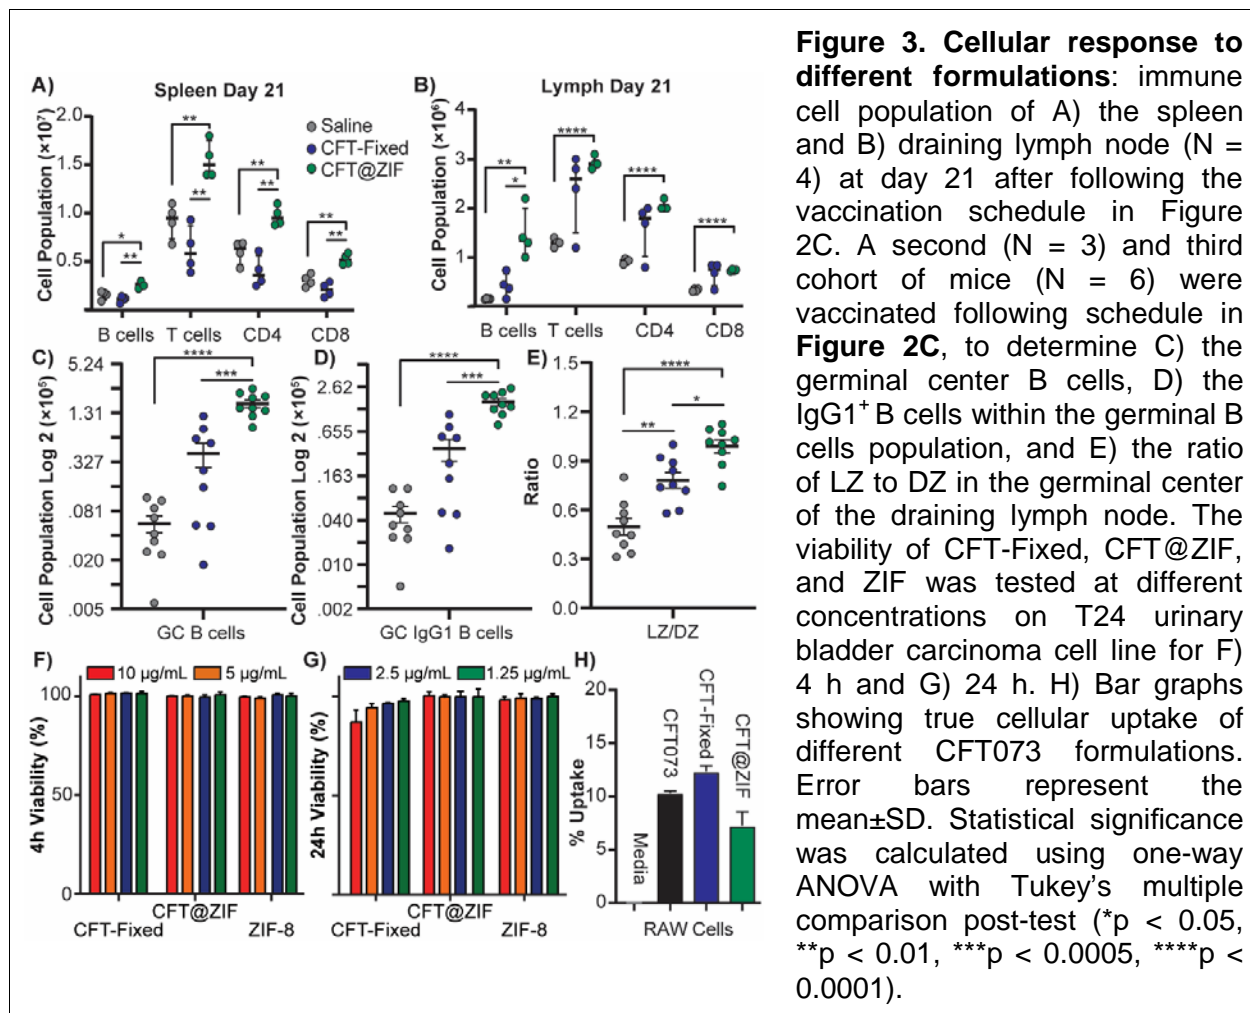 A)
Spleen Day 21
Cell Population (×10⁷)
2.0
1.5
1.0
0.5
Saline
CFT-Fixed
CFT@ZIF
**
**
**
**
*
**
**
**
B cells
T cells
CD4
CD8
B)
Lymph Day 21
Cell Population (×10⁶)
4
3
2
1
**
*
****
****
****
B cells
T cells
CD4
CD8
C)
Cell Population Log 2 (×10⁵)
5.24
1.31
.327
.081
.020
.005
****
***
GC B cells
D)
Cell Population Log 2 (×10⁵)
2.62
.655
.163
.040
.010
.002
****
***
GC IgG1 B cells
E)
Ratio
1.5
1.2
0.9
0.6
0.3
0.0
****
**
*
LZ/DZ
F)
10 µg/mL
5 µg/mL
4h Viability (%)
100
50
0
CFT-Fixed
CFT@ZIF
ZIF-8
G)
2.5 µg/mL
1.25 µg/mL
24h Viability (%)
100
50
0
CFT-Fixed
CFT@ZIF
ZIF-8
H)
% Uptake
20
15
10
5
0
Media
CFT073
CFT-Fixed
CFT@ZIF
RAW Cells
Figure 3. Cellular response to
different formulations: immune
cell population of A) the spleen
and B) draining lymph node (N =
4) at day 21 after following the
vaccination schedule in Figure
2C. A second (N = 3) and third
cohort of mice (N = 6) were
vaccinated following schedule in
Figure 2C, to determine C) the
germinal center B cells, D) the
IgG1⁺ B cells within the germinal B
cells population, and E) the ratio
of LZ to DZ in the germinal center
of the draining lymph node. The
viability of CFT-Fixed, CFT@ZIF,
and ZIF was tested at different
concentrations on T24 urinary
bladder carcinoma cell line for F)
4 h and G) 24 h. H) Bar graphs
showing true cellular uptake of
different CFT073 formulations.
Error bars represent the
mean±SD. Statistical significance
was calculated using one-way
ANOVA with Tukey's multiple
comparison post-test (*p < 0.05,
**p < 0.01, ***p < 0.0005, ****p <
0.0001).